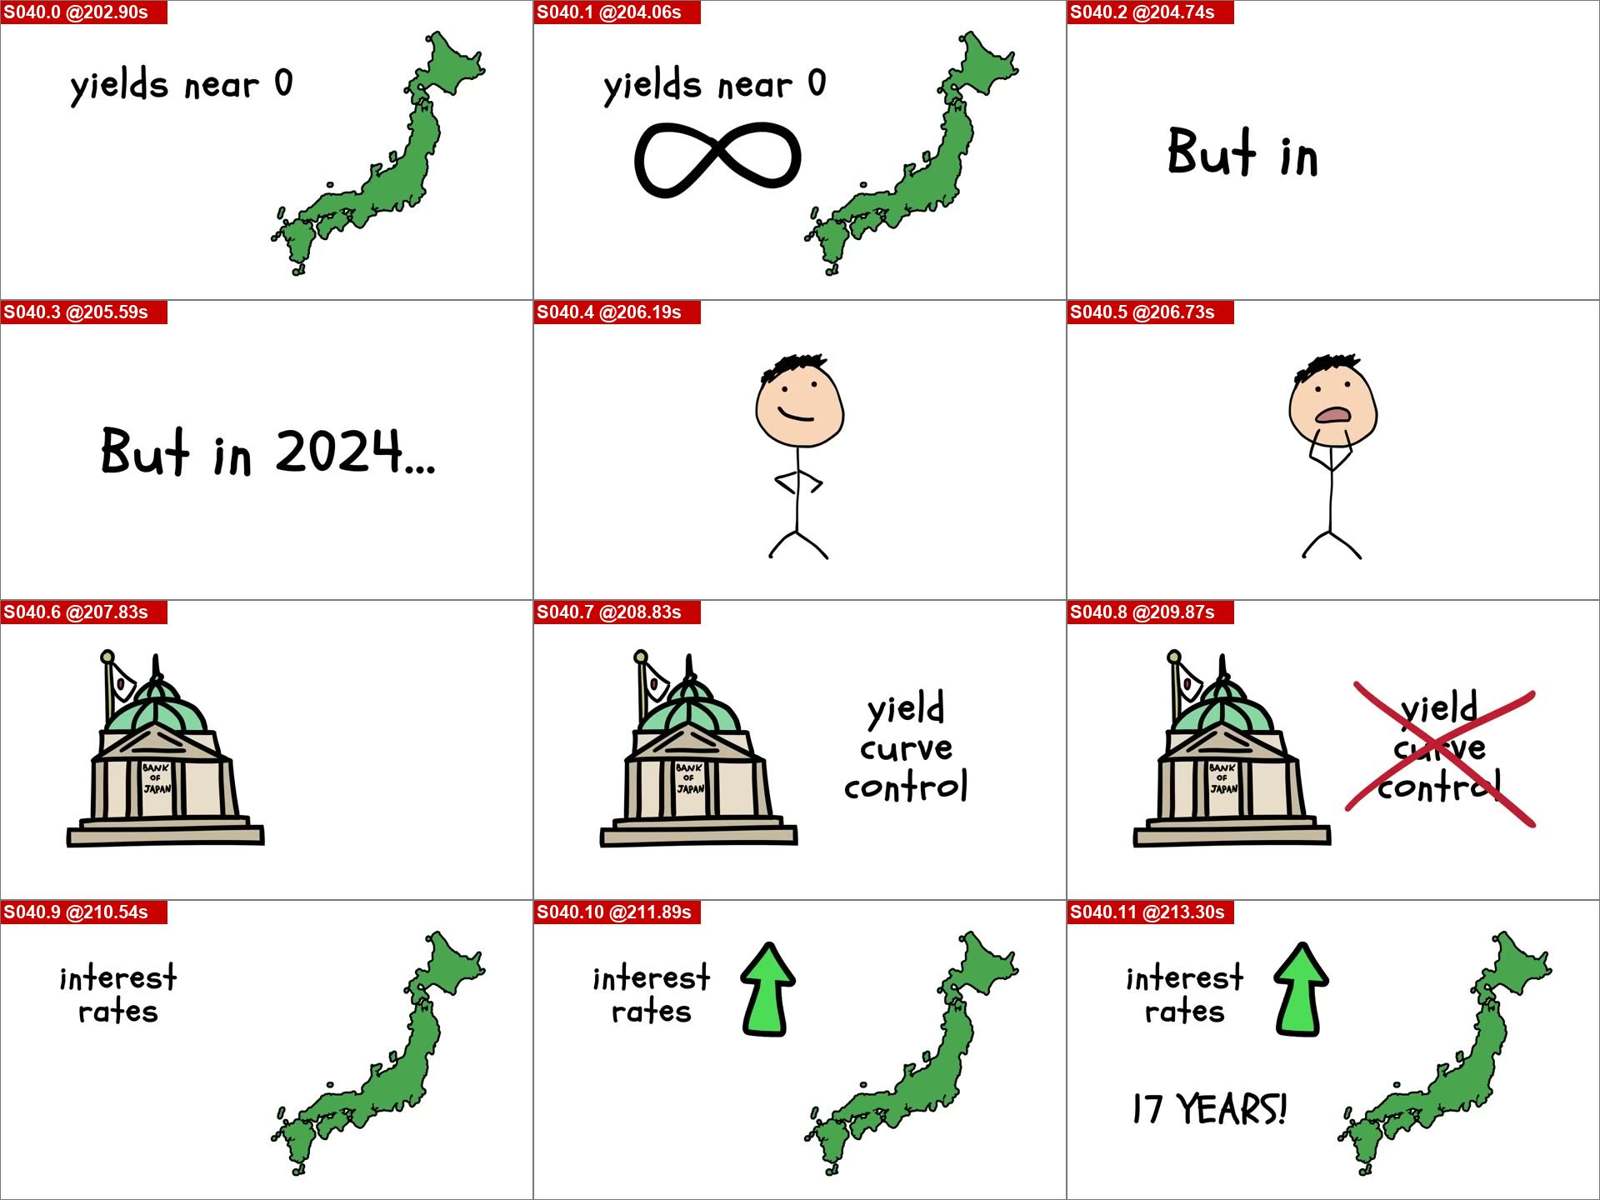 S040.0 @202.90s
yields near 0
S040.1 @204.06s
yields near 0
S040.2 @204.74s
But in
S040.3 @205.59s
But in 2024...
S040.4 @206.19s
S040.5 @206.73s
S040.6 @207.83s
BANK
OF
JAPAN
S040.7 @208.83s
BANK
OF
JAPAN
yield
curve
control
S040.8 @209.87s
BANK
OF
JAPAN
yield
curve
control
S040.9 @210.54s
interest
rates
S040.10 @211.89s
interest
rates
S040.11 @213.30s
interest
rates
17 YEARS!